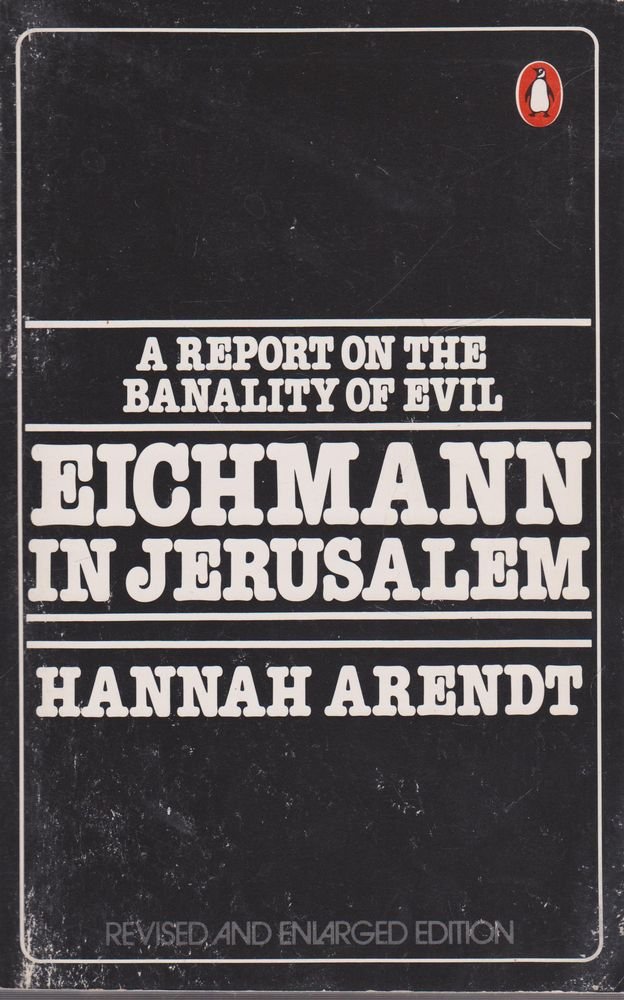 A REPORT ON THE
BANALITY OF EVIL
EICHMANN
IN JERUSALEM
HANNAH ARENDT
REVISED AND ENLARGED EDITION